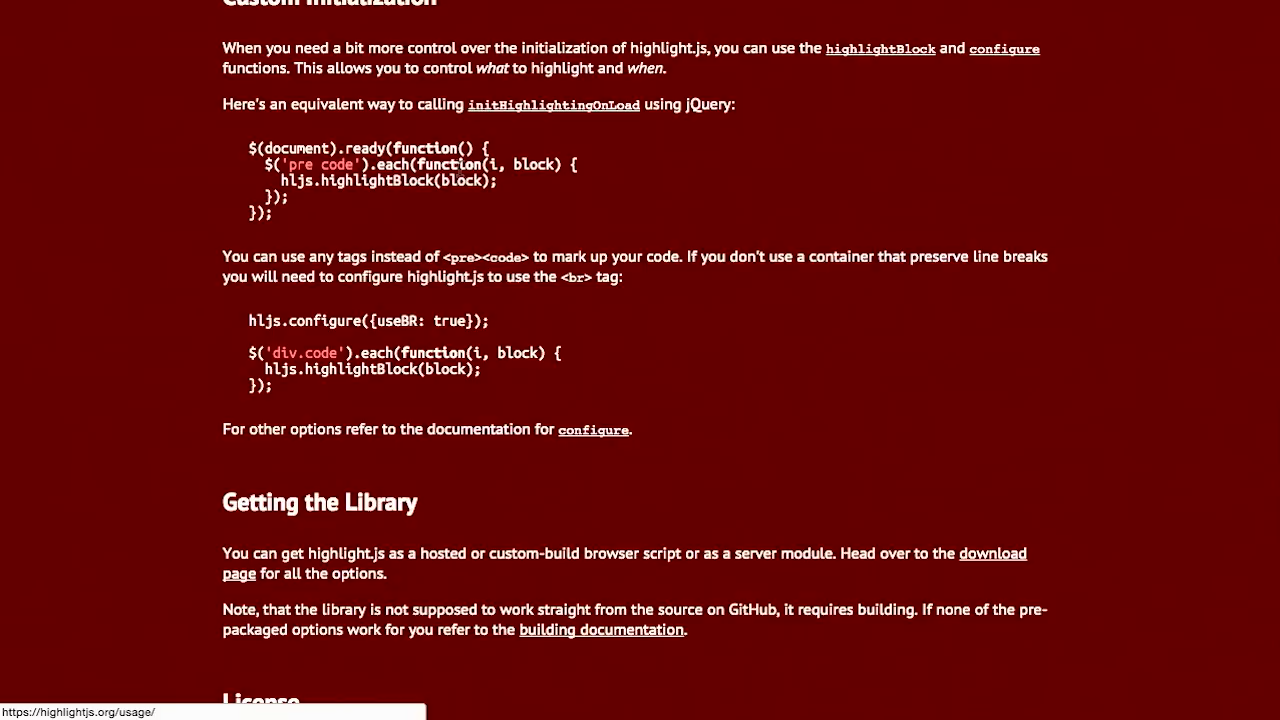 Custom Initialization
When you need a bit more control over the initialization of highlight.js, you can use the highlightBlock and configure
functions. This allows you to control what to highlight and when.
Here's an equivalent way to calling initHighlightingOnLoad using jQuery:
$(document).ready(function() {
  $('pre code').each(function(i, block) {
    hljs.highlightBlock(block);
  });
});
You can use any tags instead of <pre><code> to mark up your code. If you don't use a container that preserve line breaks
you will need to configure highlight.js to use the <br> tag:
hljs.configure({useBR: true});
$('div.code').each(function(i, block) {
  hljs.highlightBlock(block);
});
For other options refer to the documentation for configure.
Getting the Library
You can get highlight.js as a hosted or custom-build browser script or as a server module. Head over to the download
page for all the options.
Note, that the library is not supposed to work straight from the source on GitHub, it requires building. If none of the pre-
packaged options work for you refer to the building documentation.
License
https://highlightjs.org/usage/